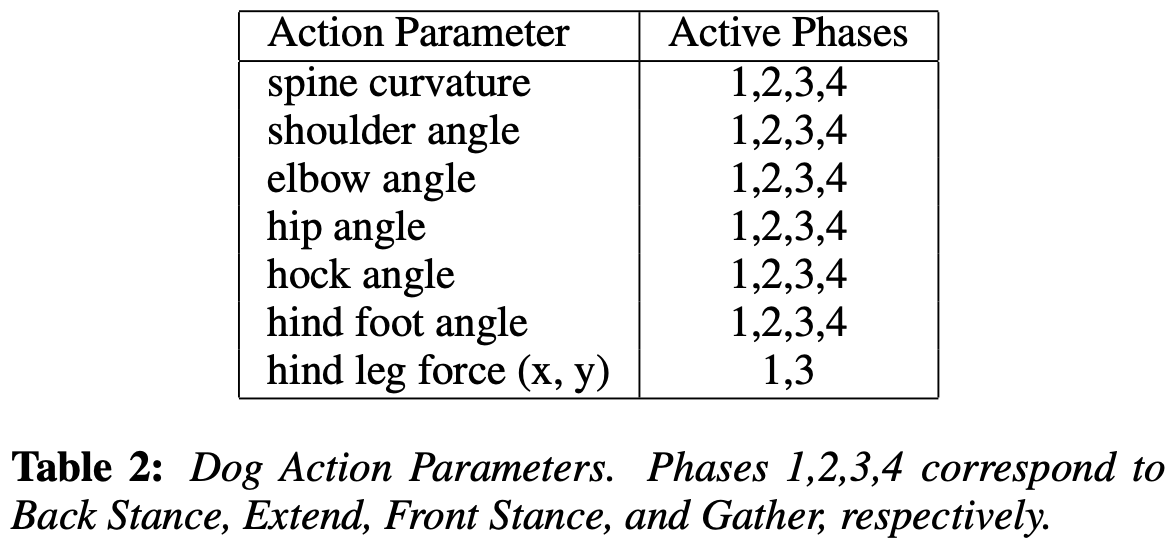 Action Parameter Active Phases
spine curvature 1,2,3,4
shoulder angle 1,2,3,4
elbow angle 1,2,3,4
hip angle 1,2,3,4
hock angle 1,2,3,4
hind foot angle 1,2,3,4
hind leg force (x, y) 1,3
Table 2: Dog Action Parameters. Phases 1,2,3,4 correspond to
Back Stance, Extend, Front Stance, and Gather, respectively.